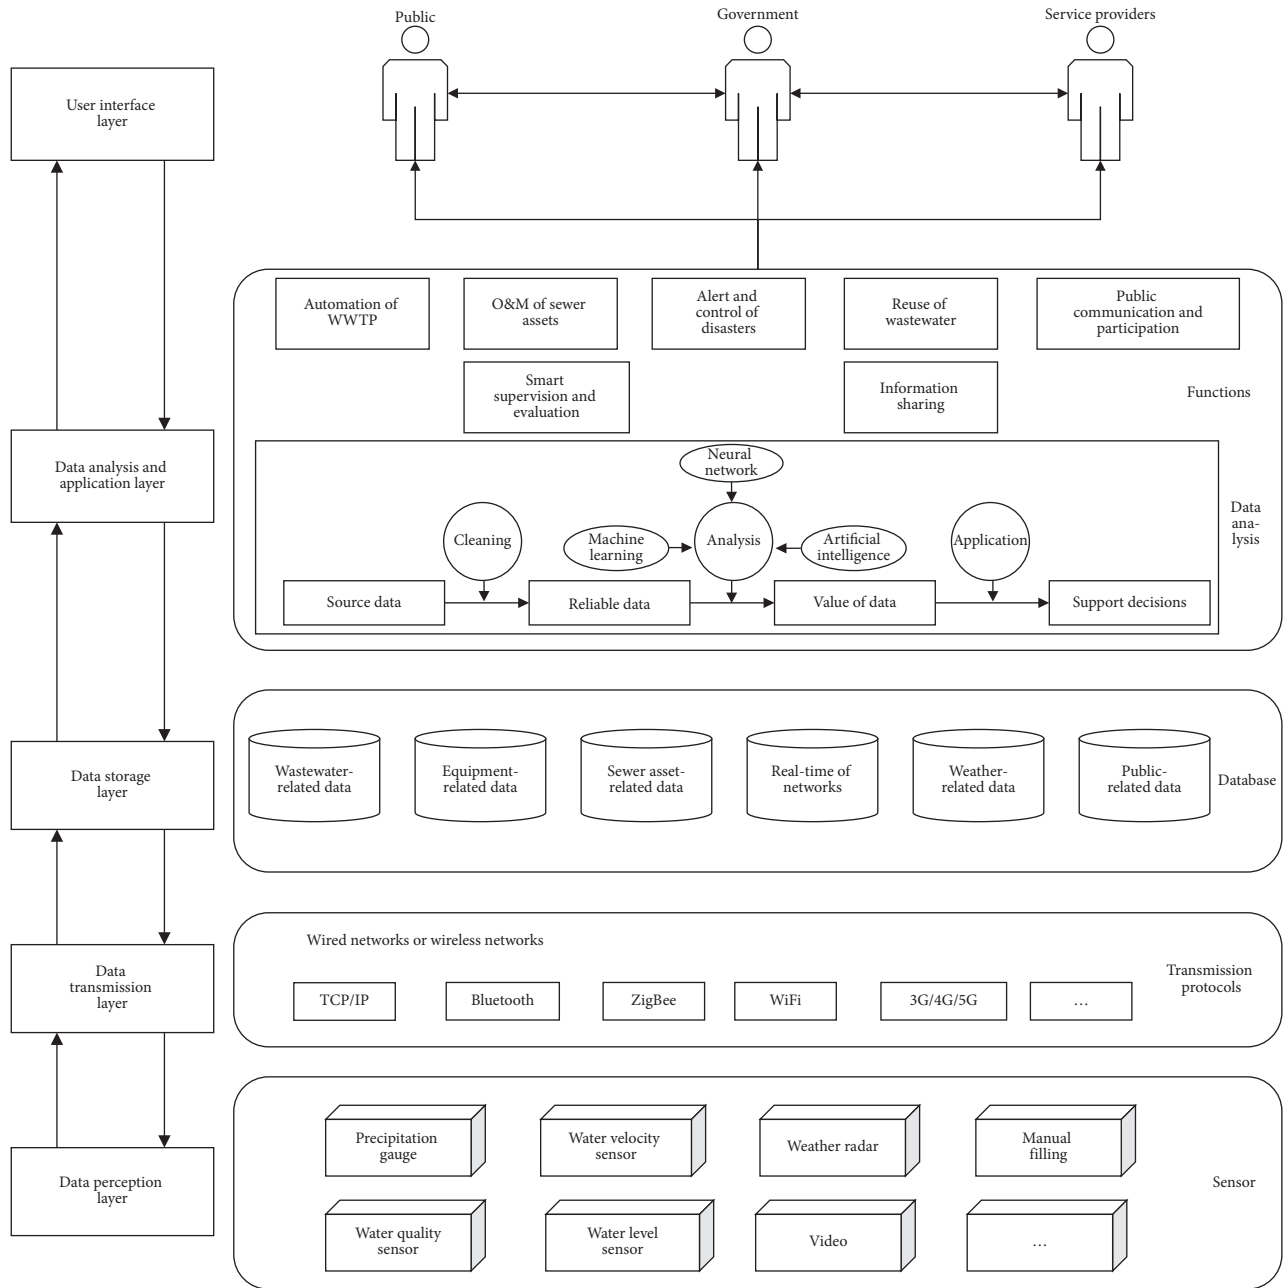 Public
Government
Service providers
User interface
layer
Automation of
WWTP
O&M of sewer
assets
Alert and
control of
disasters
Reuse of
wastewater
Public
communication and
participation
Smart
supervision and
evaluation
Information
sharing
Functions
Data analysis and
application layer
Neural
network
Cleaning
Machine
learning
Analysis
Artificial
intelligence
Application
Data
ana-
lysis
Source data
Reliable data
Value of data
Support decisions
Data storage
layer
Wastewater-
related data
Equipment-
related data
Sewer asset-
related data
Real-time of
networks
Weather-
related data
Public-
related data
Database
Data
transmission
layer
Wired networks or wireless networks
TCP/IP
Bluetooth
ZigBee
WiFi
3G/4G/5G
…
Transmission
protocols
Data perception
layer
Precipitation
gauge
Water velocity
sensor
Weather radar
Manual
filling
Water quality
sensor
Water level
sensor
Video
…
Sensor